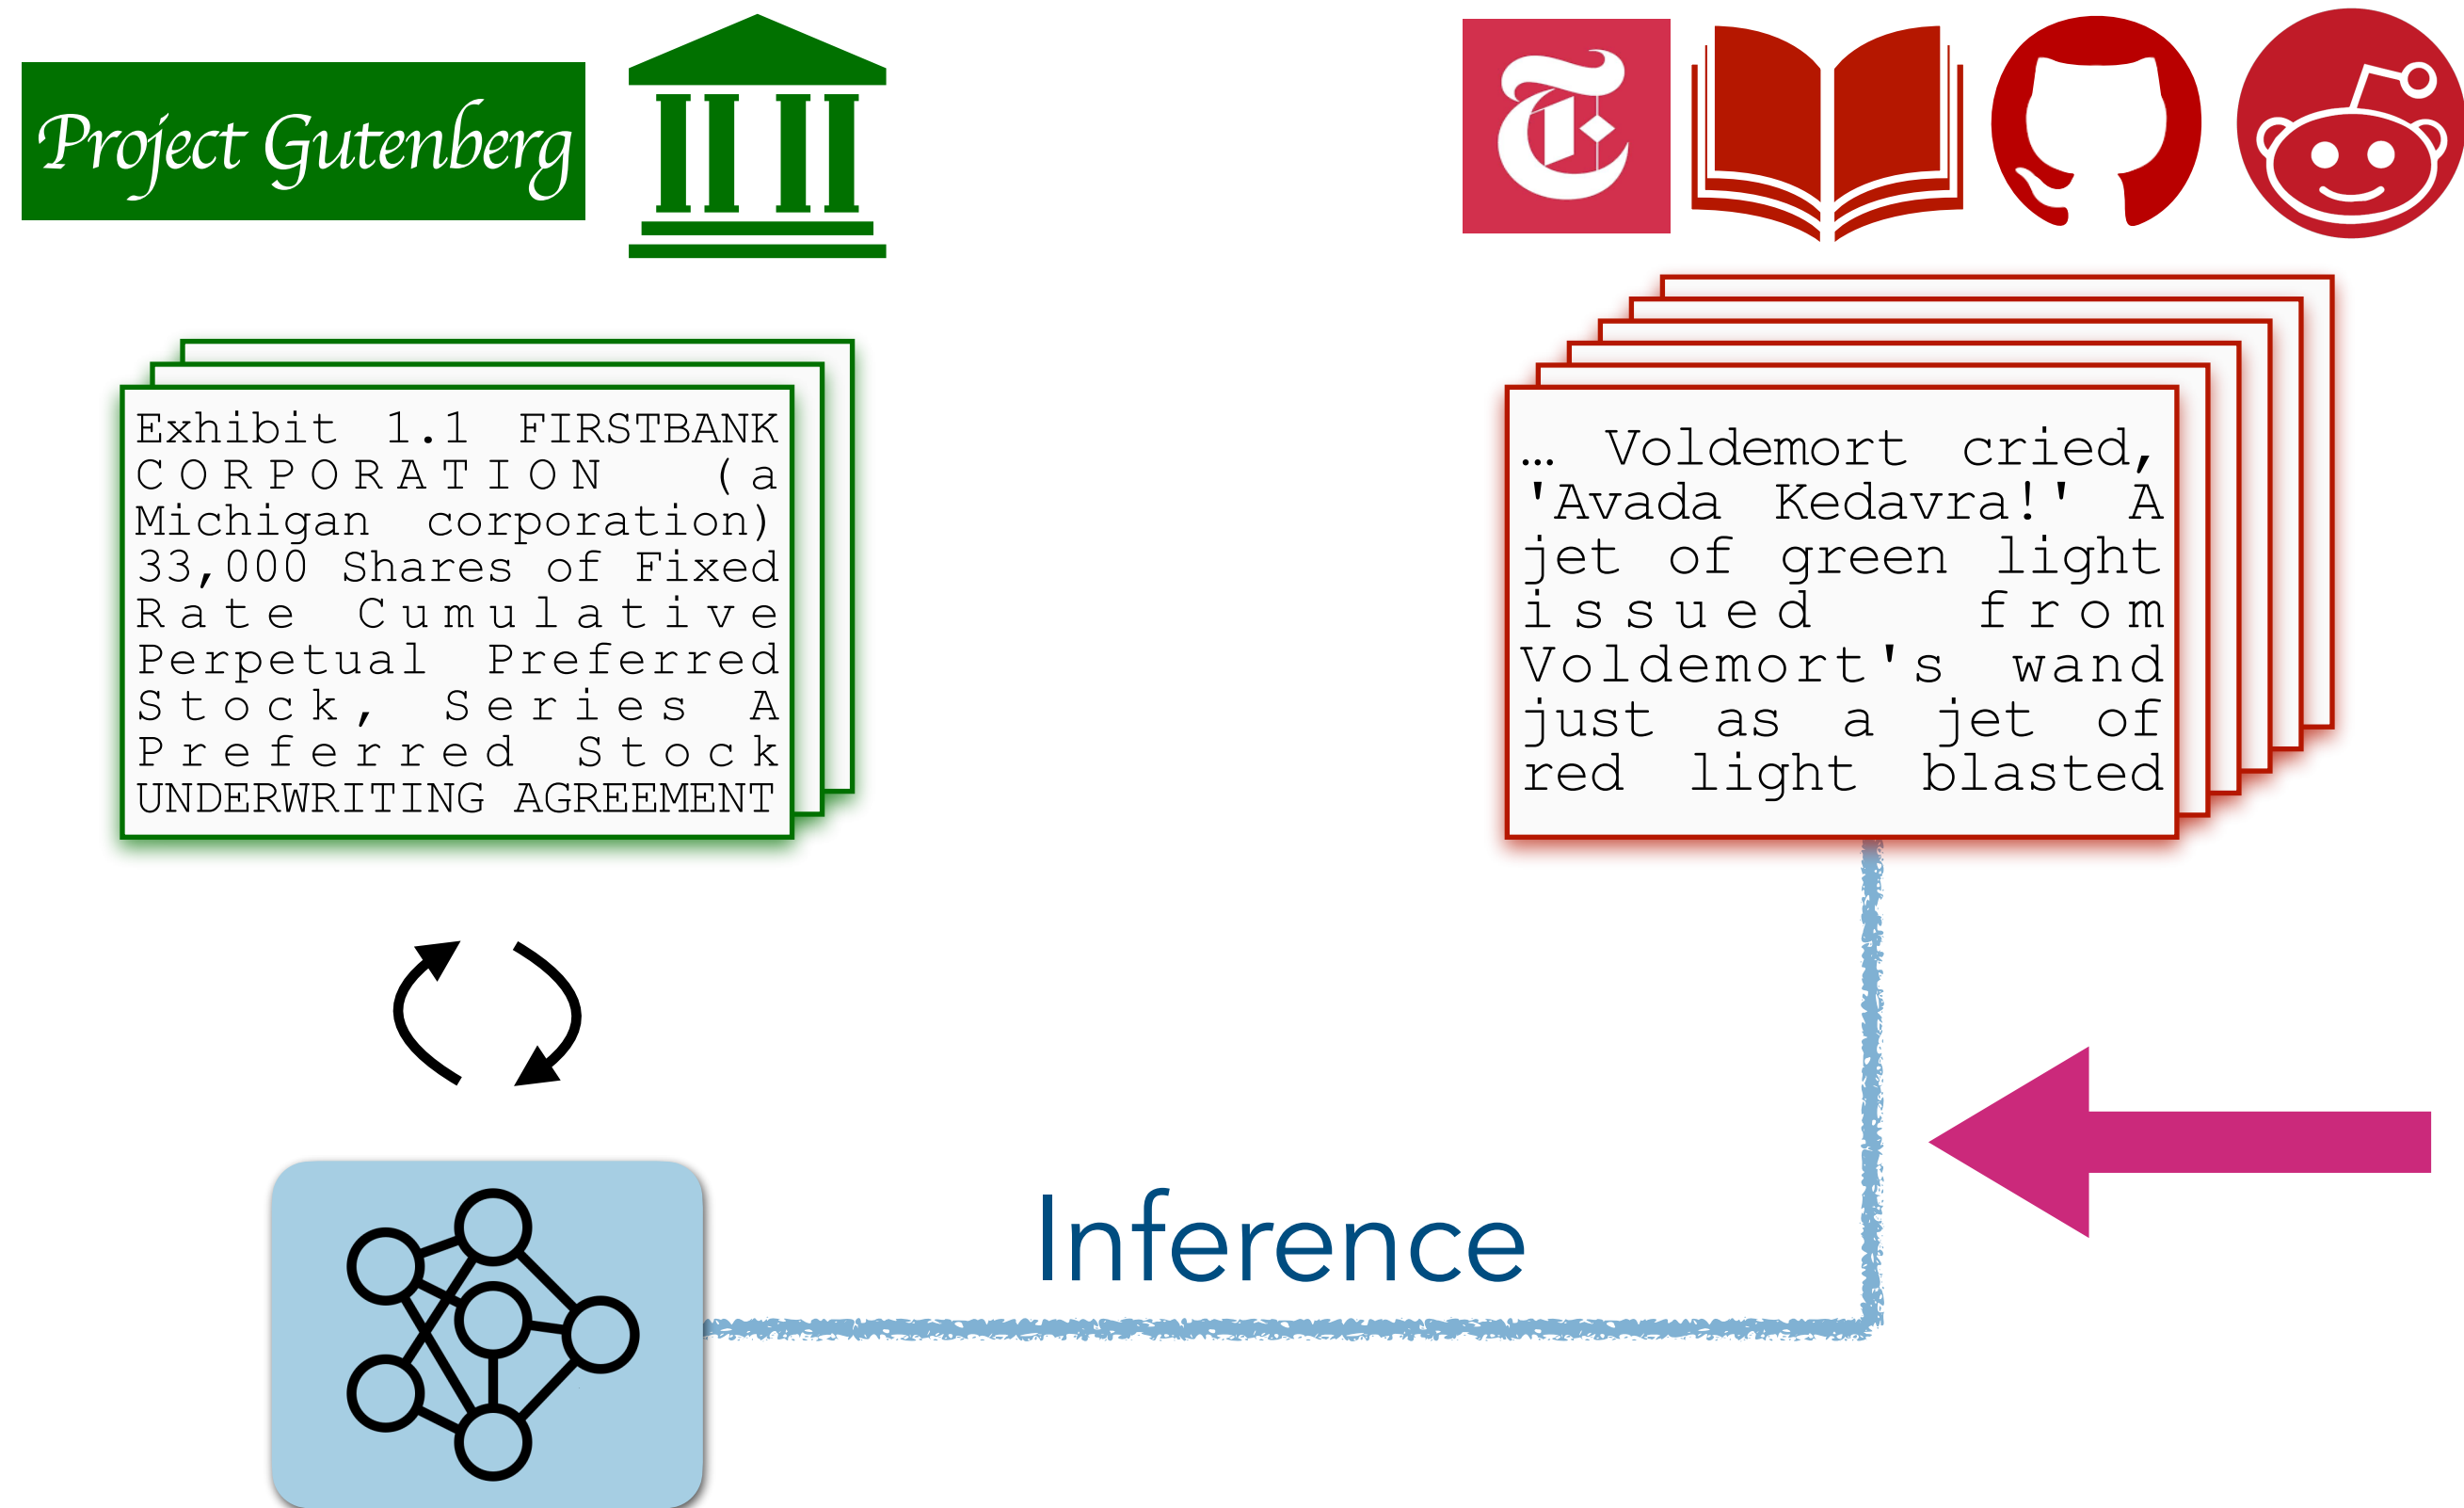 Project Gutenberg
Exhibit 1.1 FIRSTBANK
CORPORATION (a
Michigan corporation)
33,000 Shares of Fixed
Rate Cumulative
Perpetual Preferred
Stock, Series A
Preferred Stock
UNDERWRITING AGREEMENT
… Voldemort cried,
'Avada Kedavra!' A
jet of green light
issued from
Voldemort's wand
just as a jet of
red light blasted
Inference